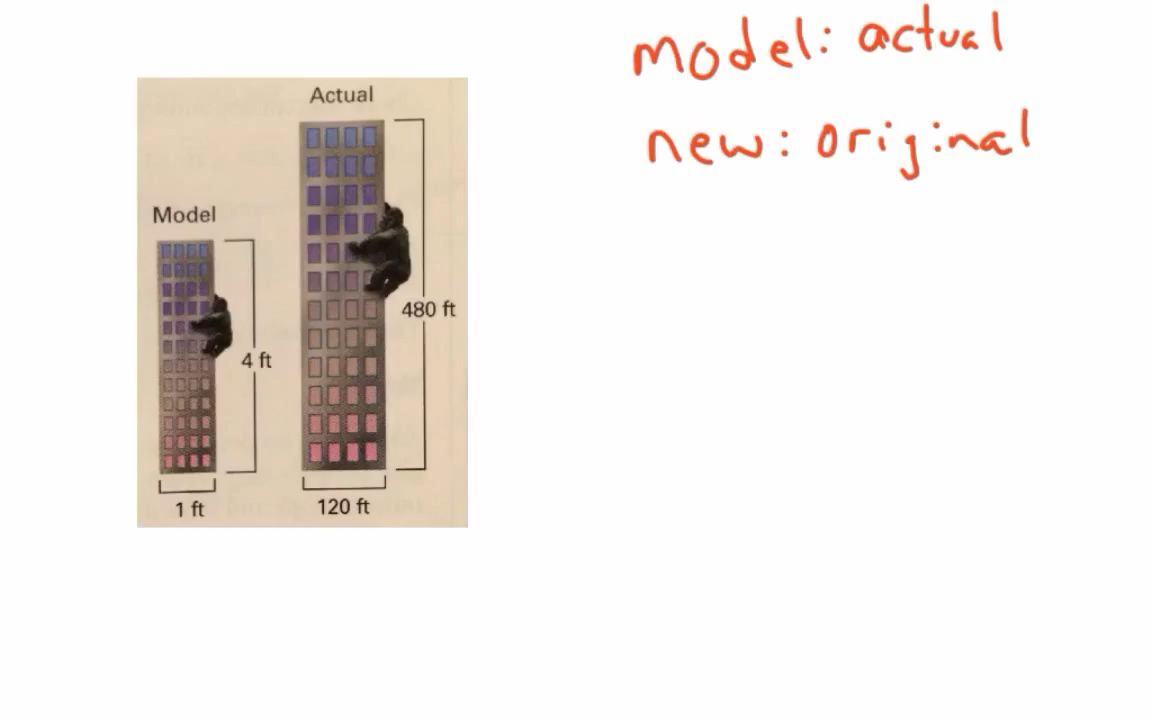 model: actual
new: original
Actual
Model
480 ft
4 ft
1 ft
120 ft